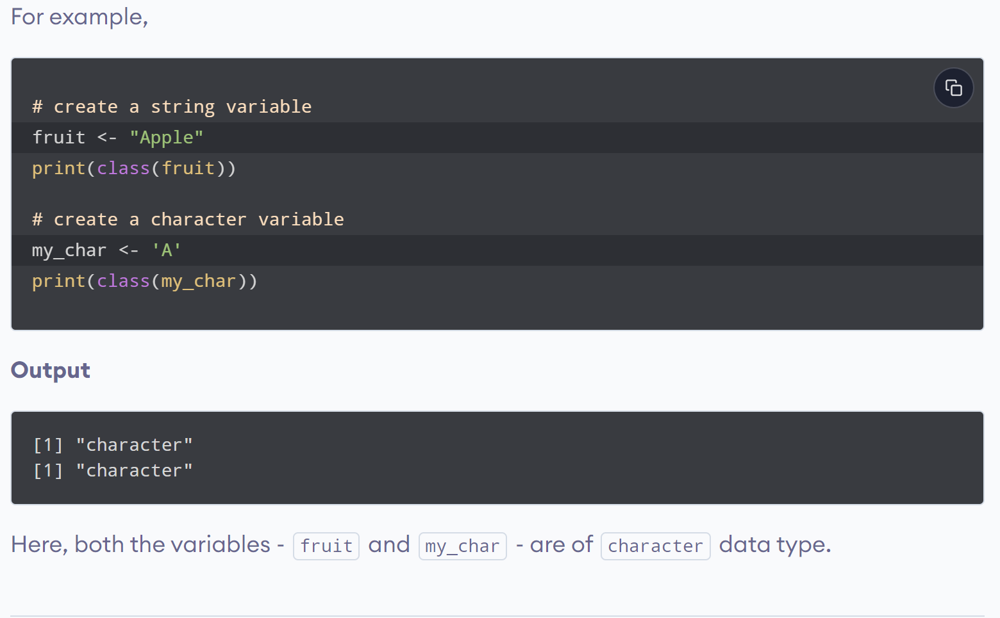 For example,
# create a string variable
fruit <- "Apple"
print(class(fruit))
# create a character variable
my_char <- 'A'
print(class(my_char))
Output
[1] "character"
[1] "character"
Here, both the variables - fruit and my_char - are of character data type.